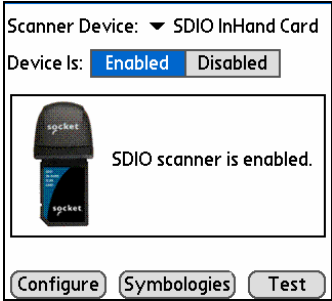 Scanner Device: SDIO InHand Card
Device Is: Enabled Disabled
socket
SDIO scanner is enabled.
socket
Configure Symbologies Test